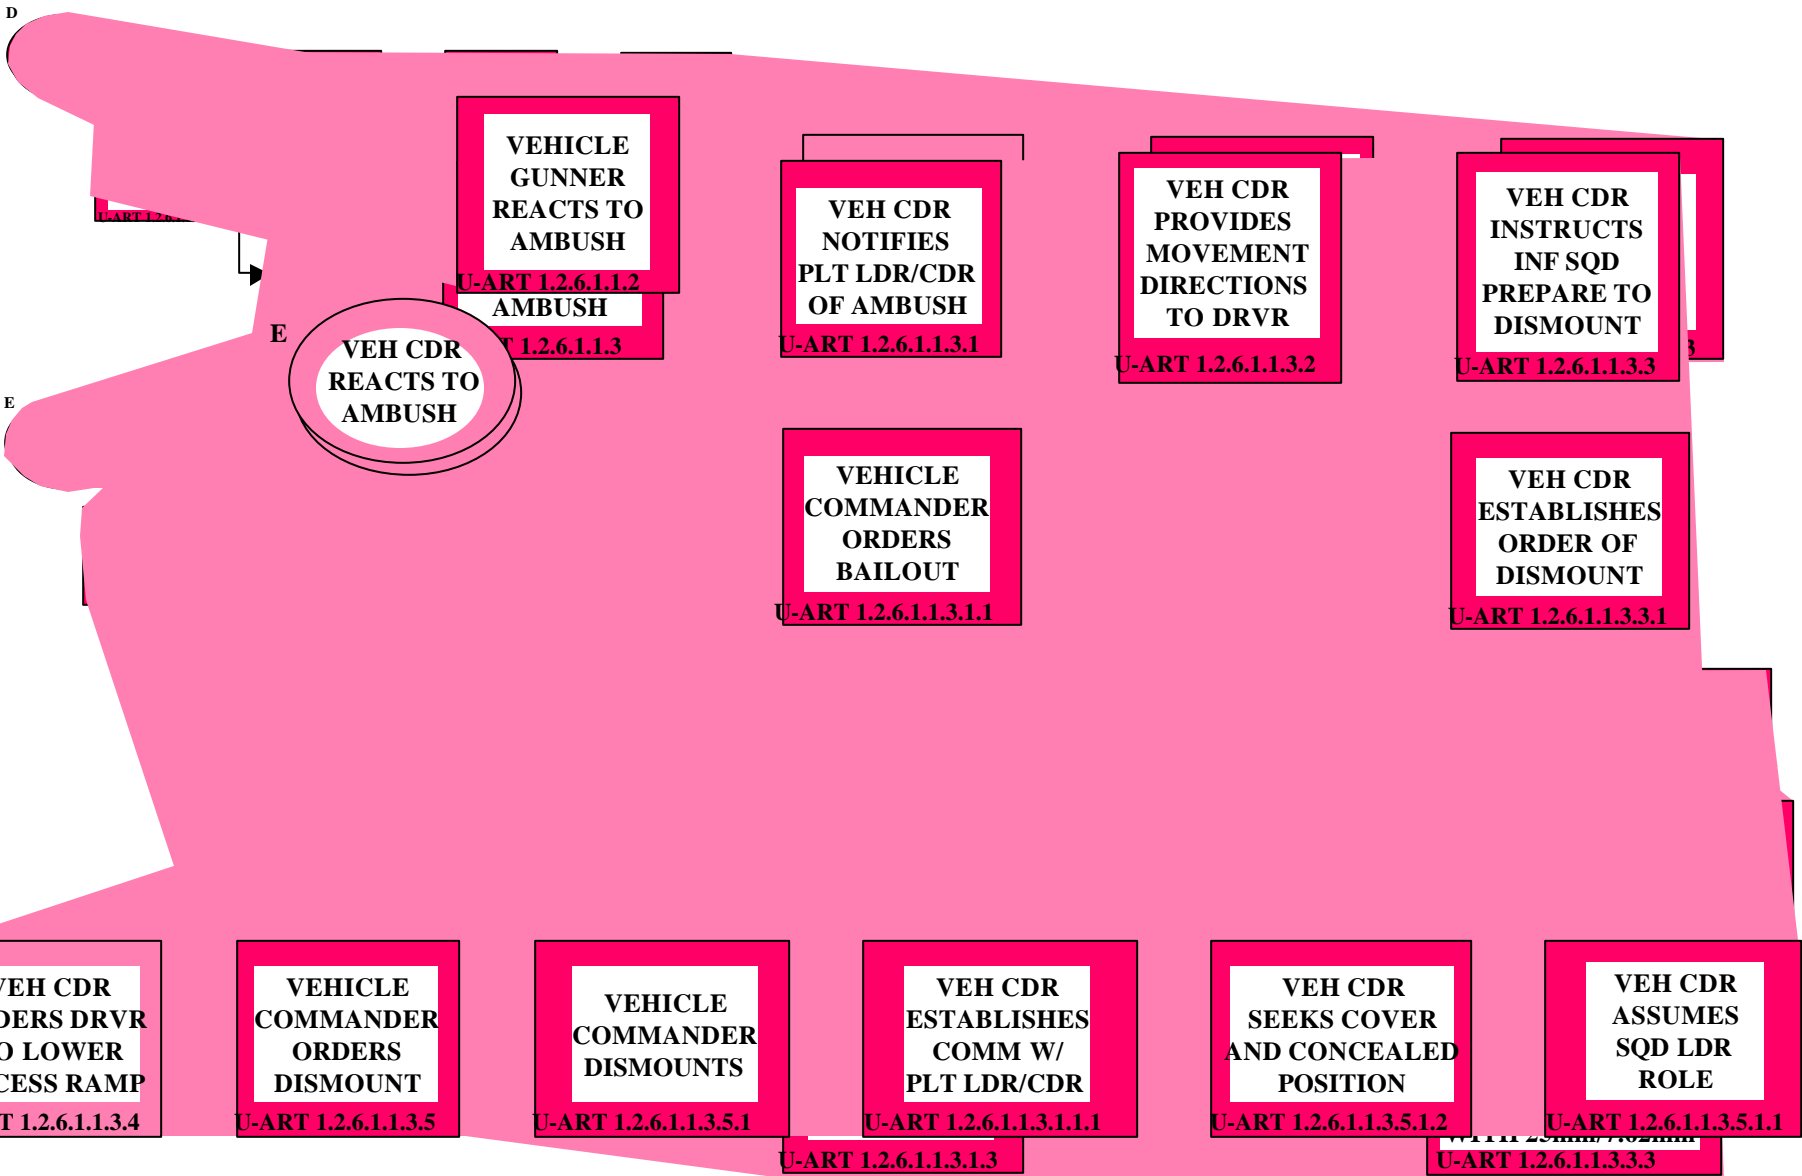 D
VEHICLE
GUNNER
REACTS TO
AMBUSH
U-ART 1.2.6.1.1.2
AMBUSH
1.2.6.1.1.3
VEH CDR
NOTIFIES
PLT LDR/CDR
OF AMBUSH
U-ART 1.2.6.1.1.3.1
VEH CDR
PROVIDES
MOVEMENT
DIRECTIONS
TO DRVR
U-ART 1.2.6.1.1.3.2
VEH CDR
INSTRUCTS
INF SQD
PREPARE TO
DISMOUNT
U-ART 1.2.6.1.1.3.3
3
U-ART 1.2.6.
E
VEH CDR
REACTS TO
AMBUSH
E
VEHICLE
COMMANDER
ORDERS
BAILOUT
U-ART 1.2.6.1.1.3.1.1
VEH CDR
ESTABLISHES
ORDER OF
DISMOUNT
U-ART 1.2.6.1.1.3.3.1
VEH CDR
DERS DRVR
O LOWER
CESS RAMP
T 1.2.6.1.1.3.4
VEHICLE
COMMANDER
ORDERS
DISMOUNT
U-ART 1.2.6.1.1.3.5
VEHICLE
COMMANDER
DISMOUNTS
U-ART 1.2.6.1.1.3.5.1
VEH CDR
ESTABLISHES
COMM W/
PLT LDR/CDR
U-ART 1.2.6.1.1.3.1.1.1
VEH CDR
SEEKS COVER
AND CONCEALED
POSITION
U-ART 1.2.6.1.1.3.5.1.2
VEH CDR
ASSUMES
SQD LDR
ROLE
U-ART 1.2.6.1.1.3.5.1.1
U-ART 1.2.6.1.1.3.1.3
WITH 25mm/7.62mm
U-ART 1.2.6.1.1.3.3.3